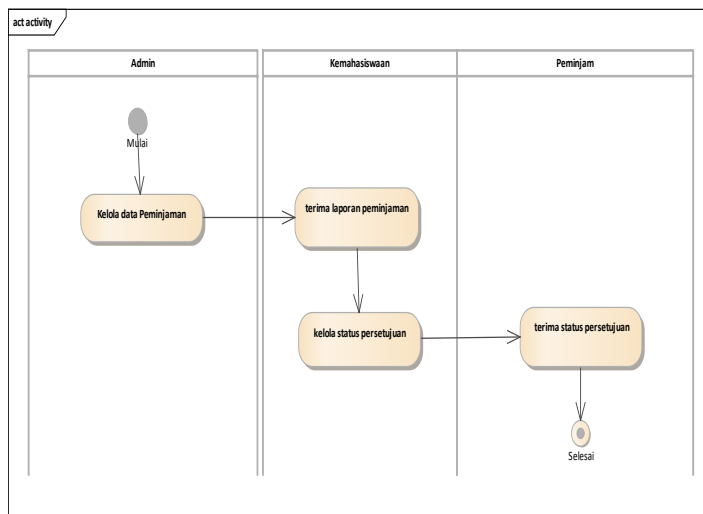 act activity
Admin
Kemahasiswaan
Peminjam
Mulai
Kelola data Peminjaman
terima laporan peminjaman
kelola status persetujuan
terima status persetujuan
Selesai